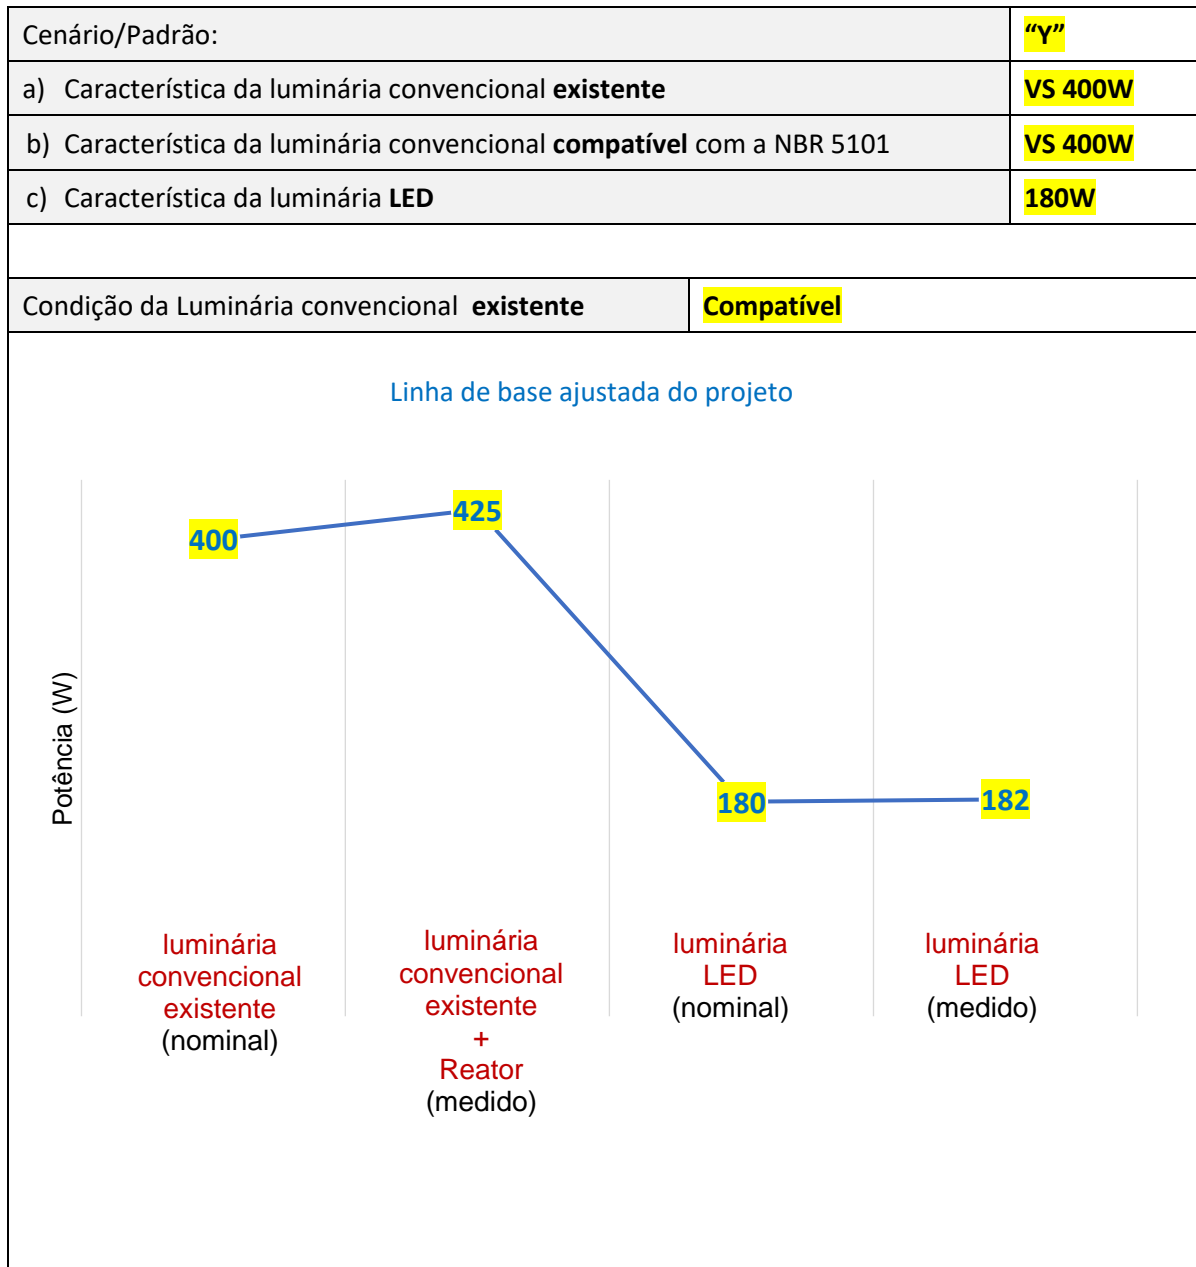 Cenário/Padrão: “Y”
a) Característica da luminária convencional existente VS 400W
b) Característica da luminária convencional compatível com a NBR 5101 VS 400W
c) Característica da luminária LED 180W
Condição da Luminária convencional existente Compatível
Linha de base ajustada do projeto
Potência (W)
400
425
180
182
luminária
convencional
existente
(nominal)
luminária
convencional
existente
+
Reator
(medido)
luminária
LED
(nominal)
luminária
LED
(medido)